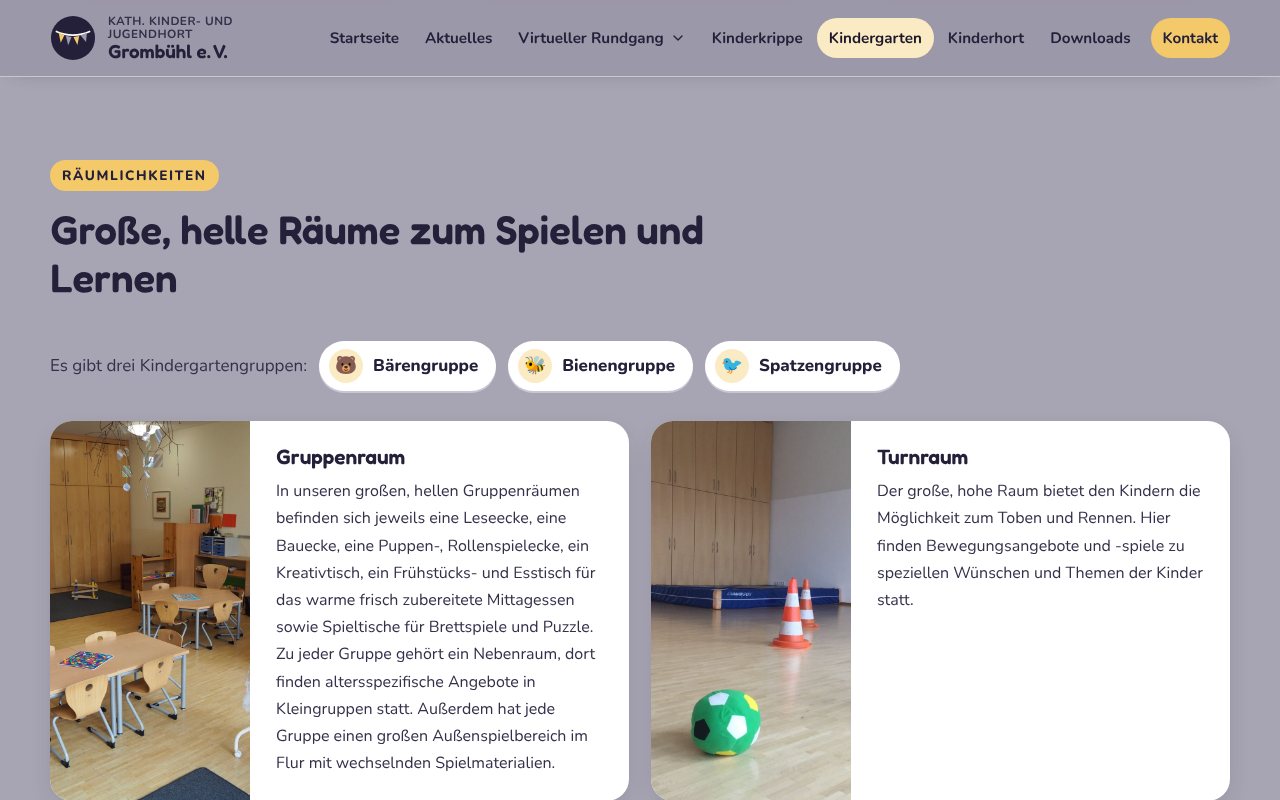 KATH. KINDER- UND
JUGENDHORT
Grombühl e. V.
Startseite
Aktuelles
Virtueller Rundgang
Kinderkrippe
Kindergarten
Kinderhort
Downloads
Kontakt
RÄUMLICHKEITEN
Große, helle Räume zum Spielen und
Lernen
Es gibt drei Kindergartengruppen:
Bärengruppe
Bienengruppe
Spatzengruppe
Gruppenraum
In unseren großen, hellen Gruppenräumen
befinden sich jeweils eine Leseecke, eine
Bauecke, eine Puppen-, Rollenspielecke, ein
Kreativtisch, ein Frühstücks- und Esstisch für
das warme frisch zubereitete Mittagessen
sowie Spieltische für Brettspiele und Puzzle.
Zu jeder Gruppe gehört ein Nebenraum, dort
finden altersspezifische Angebote in
Kleingruppen statt. Außerdem hat jede
Gruppe einen großen Außenspielbereich im
Flur mit wechselnden Spielmaterialien.
Turnraum
Der große, hohe Raum bietet den Kindern die
Möglichkeit zum Toben und Rennen. Hier
finden Bewegungsangebote und -spiele zu
speziellen Wünschen und Themen der Kinder
statt.